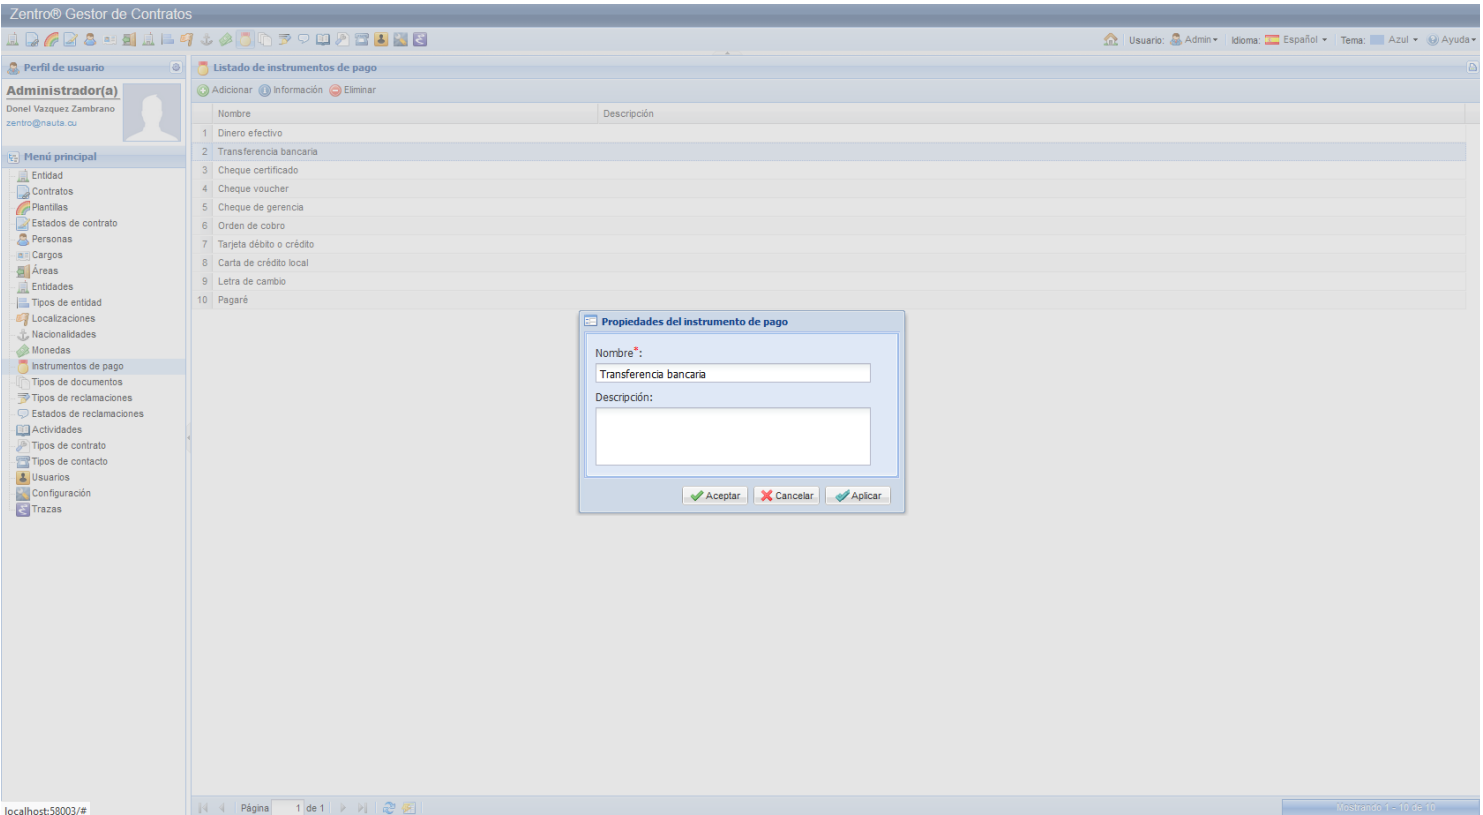 Zentro® Gestor de Contratos
Usuario: Admin Idioma: Español Tema: Azul Ayuda
Perfil de usuario
Administrador(a)
Donel Vazquez Zambrano
zentro@nauta.cu
Menú principal
Entidad
Contratos
Plantillas
Estados de contrato
Personas
Cargos
Áreas
Entidades
Tipos de entidad
Localizaciones
Nacionalidades
Monedas
Instrumentos de pago
Tipos de documentos
Tipos de reclamaciones
Estados de reclamaciones
Actividades
Tipos de contrato
Tipos de contacto
Usuarios
Configuración
Trazas
Listado de instrumentos de pago
Adicionar Información Eliminar
Nombre Descripción
1 Dinero efectivo
2 Transferencia bancaria
3 Cheque certificado
4 Cheque voucher
5 Cheque de gerencia
6 Orden de cobro
7 Tarjeta débito o crédito
8 Carta de crédito local
9 Letra de cambio
10 Pagaré
Propiedades del instrumento de pago
Nombre*:
Transferencia bancaria
Descripción:
Aceptar Cancelar Aplicar
Página 1 de 1
Mostrando 1 - 10 de 10
localhost:58003/#